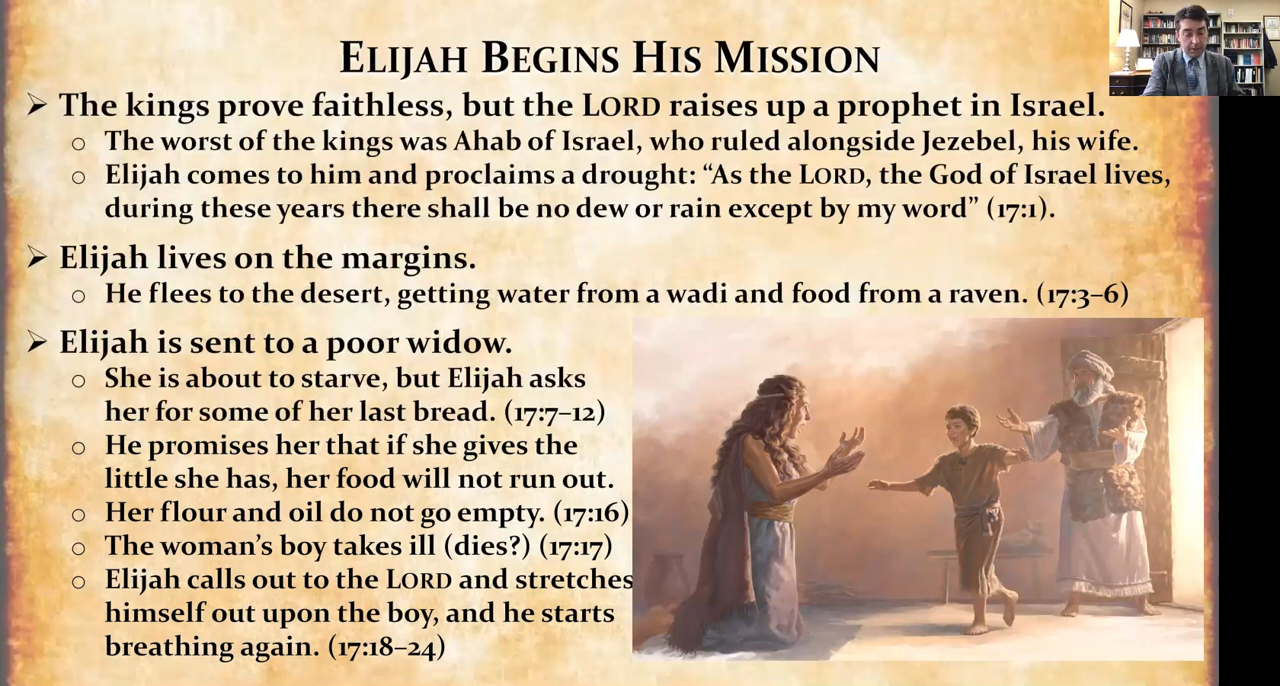 ELIJAH BEGINS HIS MISSION
➢ The kings prove faithless, but the LORD raises up a prophet in Israel.
○ The worst of the kings was Ahab of Israel, who ruled alongside Jezebel, his wife.
○ Elijah comes to him and proclaims a drought: “As the LORD, the God of Israel lives,
during these years there shall be no dew or rain except by my word” (17:1).
➢ Elijah lives on the margins.
○ He flees to the desert, getting water from a wadi and food from a raven. (17:3–6)
➢ Elijah is sent to a poor widow.
○ She is about to starve, but Elijah asks
her for some of her last bread. (17:7–12)
○ He promises her that if she gives the
little she has, her food will not run out.
○ Her flour and oil do not go empty. (17:16)
○ The woman’s boy takes ill (dies?) (17:17)
○ Elijah calls out to the LORD and stretches
himself out upon the boy, and he starts
breathing again. (17:18–24)